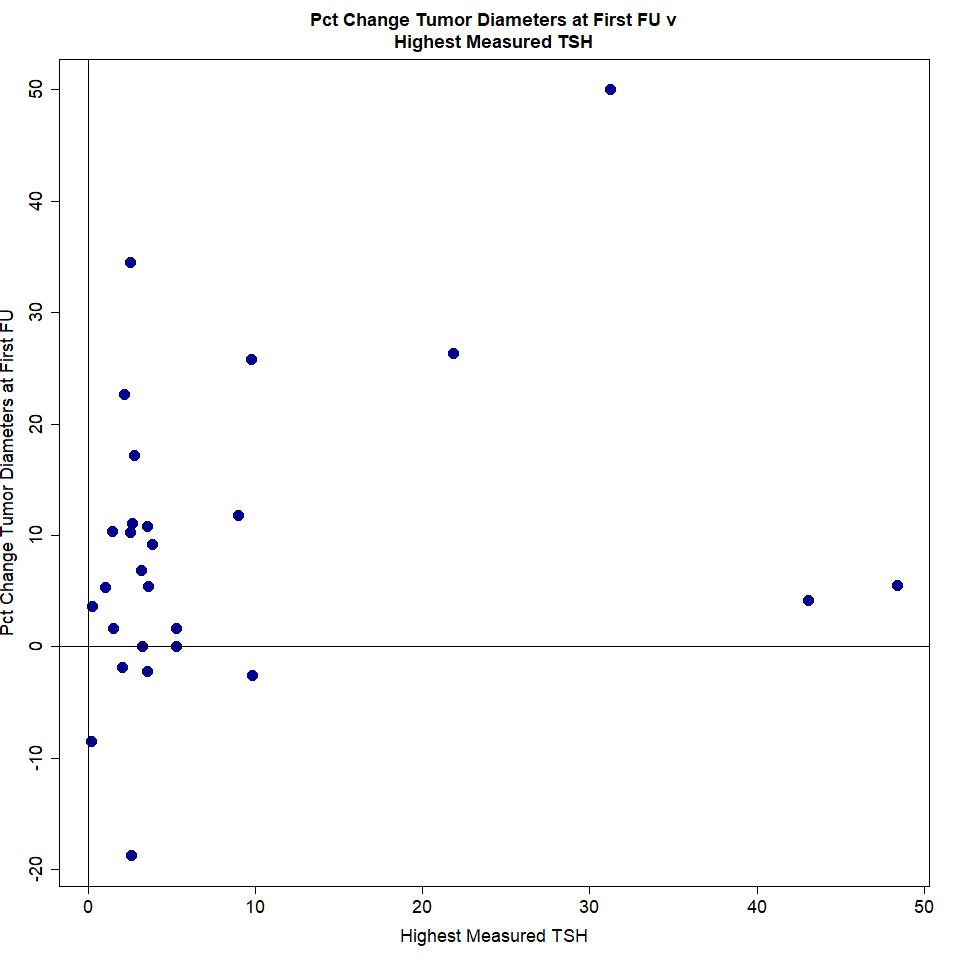 Pct Change Tumor Diameters at First FU v
Highest Measured TSH
Pct Change Tumor Diameters at First FU
50
40
30
20
10
0
-10
-20
0 10 20 30 40 50
Highest Measured TSH